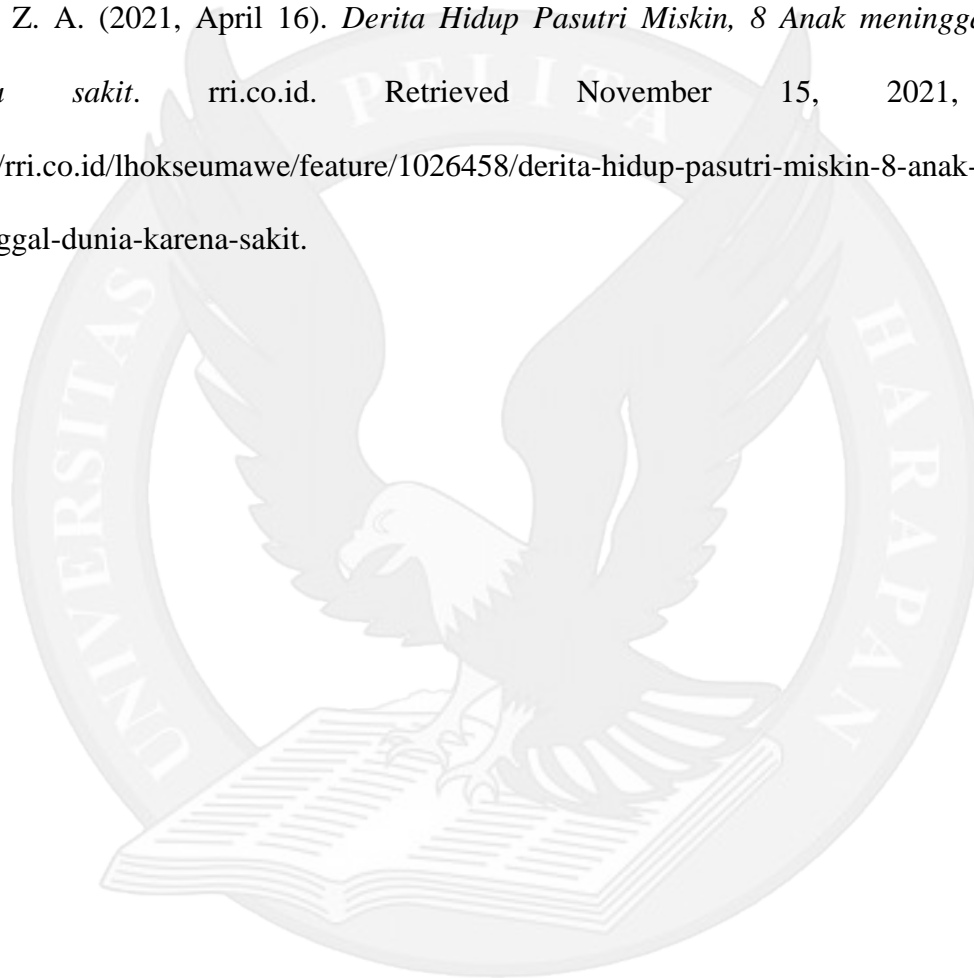 Z. A. (2021, April 16). Derita Hidup Pasutri Miskin, 8 Anak
sakit. rri.co.id. Retrieved November 15, 2021,
/rri.co.id/lhokseumawe/feature/1026458/derita-hidup-pasutri-miskin-8-anak-
ggal-dunia-karena-sakit.
UNIVERSITAS PELITA HARAPAN